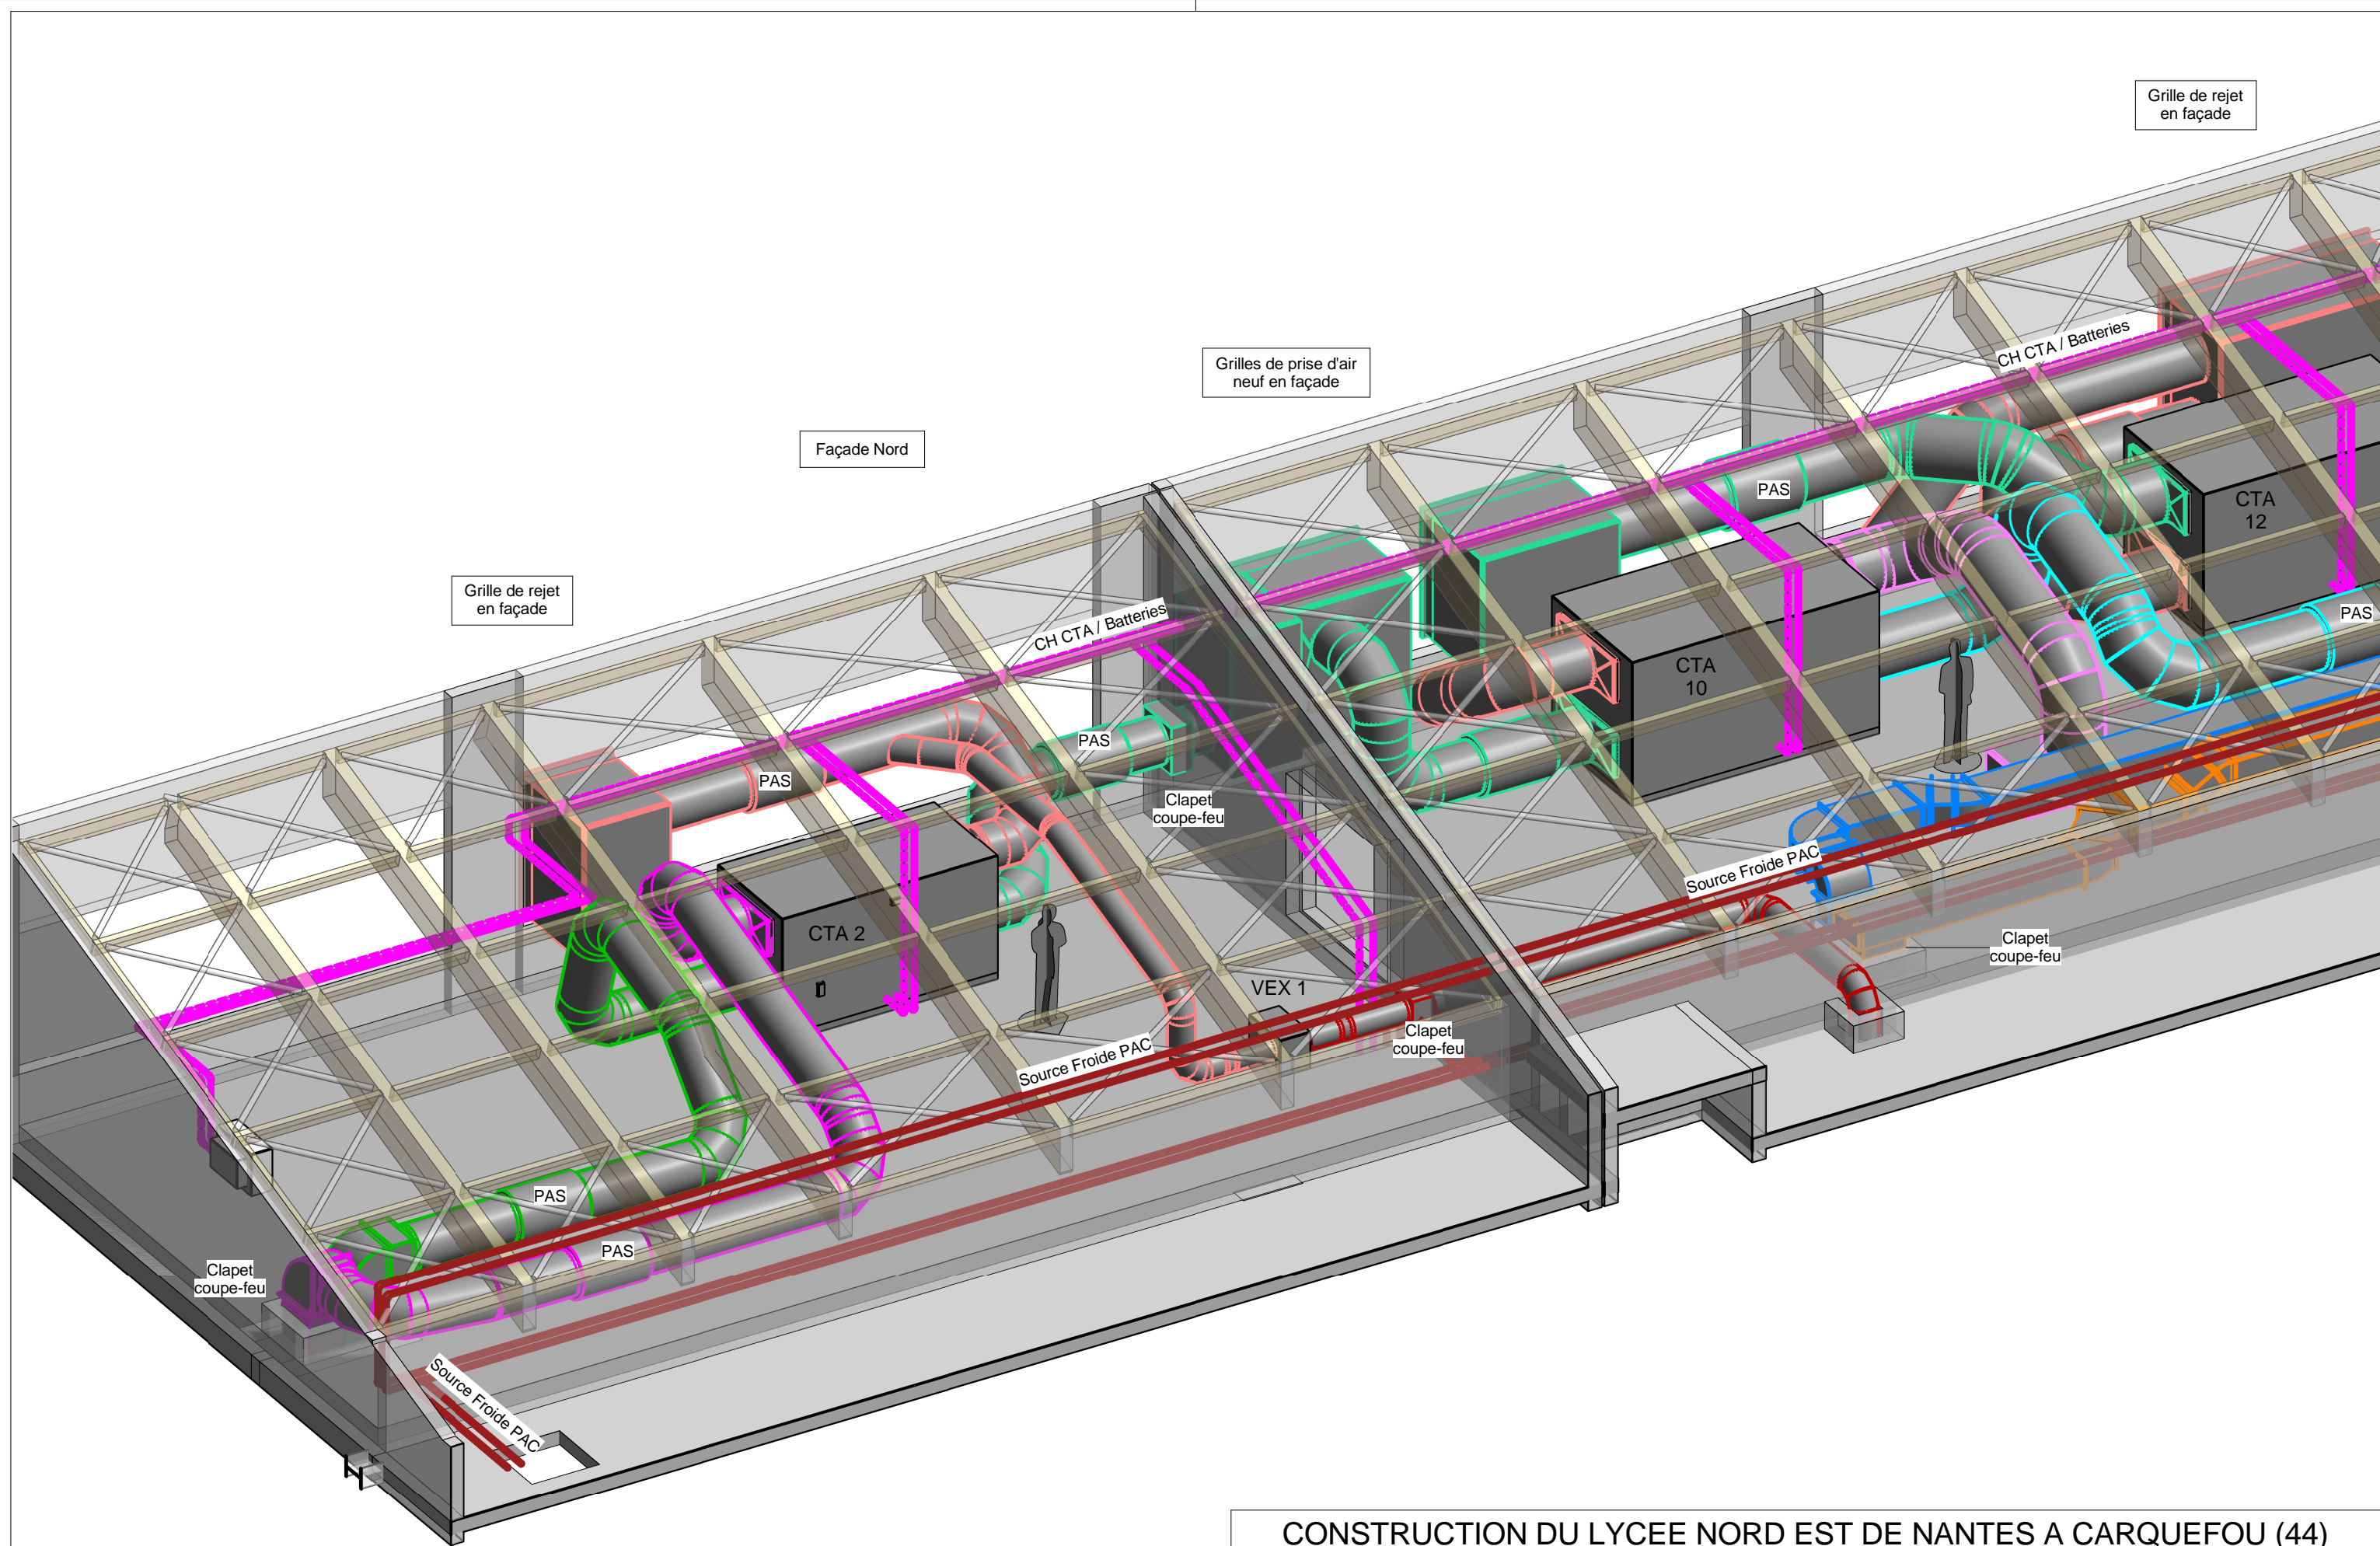 Grille de rejet
en façade
Grilles de prise d'air
neuf en façade
Façade Nord
Grille de rejet
en façade
CH CTA / Batteries
CH CTA / Batteries
PAS
CTA
12
PAS
CTA
10
PAS
PAS
Clapet
coupe-feu
CTA 2
Source Froide PAC
Clapet
coupe-feu
VEX 1
Clapet
coupe-feu
Source Froide PAC
PAS
PAS
Clapet
coupe-feu
Source Froide PAC
CONSTRUCTION DU LYCEE NORD EST DE NANTES A CARQUEFOU (44)